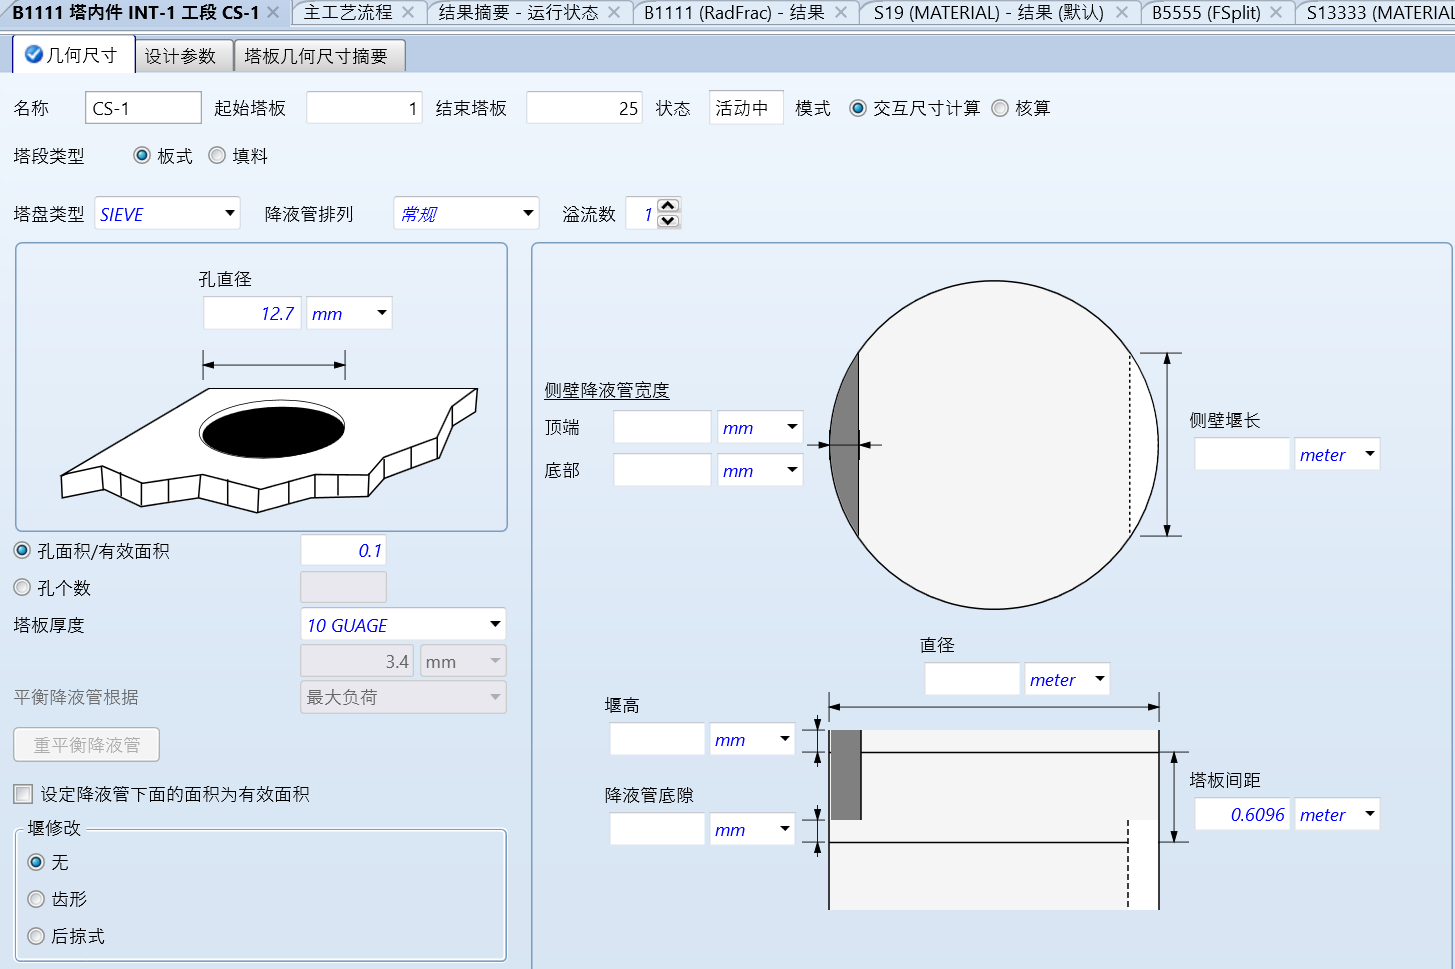 B1111 塔内件 INT-1 工段 CS-1
主工艺流程
结果摘要 - 运行状态
B1111 (RadFrac) - 结果
S19 (MATERIAL) - 结果 (默认)
B5555 (FSplit)
S13333 (MATERIAL
几何尺寸
设计参数
塔板几何尺寸摘要
名称 CS-1 起始塔板 1 结束塔板 25 状态 活动中 模式 交互尺寸计算 核算
塔段类型 板式 填料
塔盘类型 SIEVE 降液管排列 常规 溢流数 1
孔直径
12.7 mm
孔面积/有效面积 0.1
孔个数
塔板厚度 10 GUAGE
3.4 mm
平衡降液管根据 最大负荷
重平衡降液管
设定降液管下面的面积为有效面积
堰修改
无
齿形
后掠式
侧壁降液管宽度
顶端 mm
底部 mm
侧壁堰长
meter
直径
meter
堰高
mm
降液管底隙
mm
塔板间距
0.6096 meter